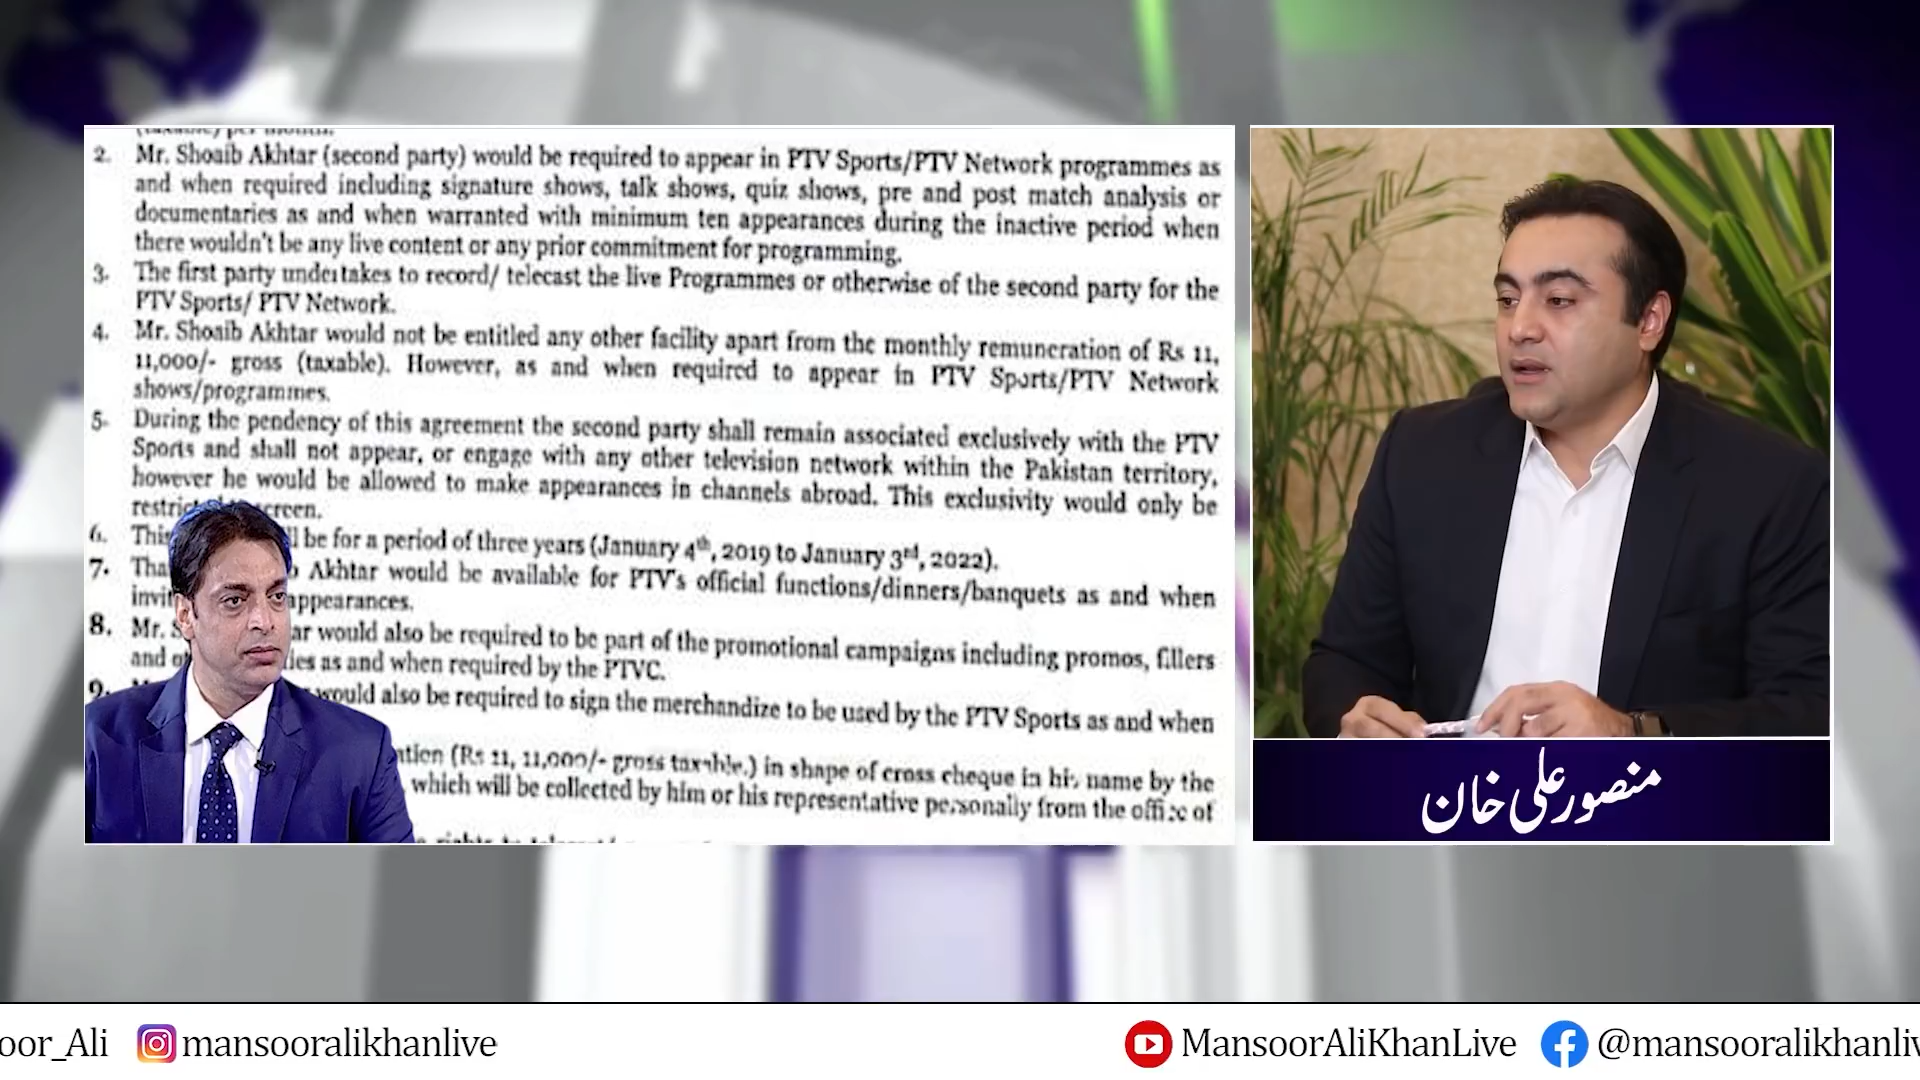 2. Mr. Shoaib Akhtar (second party) would be required to appear in PTV Sports/PTV Network programmes as
and when required including signature shows, talk shows, quiz shows, pre and post match analysis or
documentaries as and when warranted with minimum ten appearances during the inactive period when
there wouldn't be any live content or any prior commitment for programming.
3. The first party undertakes to record/ telecast the live Programmes or otherwise of the second party for the
PTV Sports/ PTV Network.
4. Mr. Shoaib Akhtar would not be entitled any other facility apart from the monthly remuneration of Rs 11,
11,000/- gross (taxable). However, as and when required to appear in PTV Sports/PTV Network
shows/programmes.
5. During the pendency of this agreement the second party shall remain associated exclusively with the PTV
Sports and shall not appear, or engage with any other television network within the Pakistan territory,
however he would be allowed to make appearances in channels abroad. This exclusivity would only be
6. be for a period of three years (January 4th, 2019 to January 3rd, 2022).
7. Akhtar would be available for PTV's official functions/dinners/banquets as and when
appearances.
8. Mr. would also be required to be part of the promotional campaigns including promos, fillers
and as and when required by the PTVC.
9. would also be required to sign the merchandize to be used by the PTV Sports as and when
(Rs 11, 11,000/- gross taxable.) in shape of cross cheque in his name by the
which will be collected by him or his representative personally from the office of
منصور علی خان
oor_Ali mansooralikhanlive MansoorAliKhanLive @mansooralikhanliv